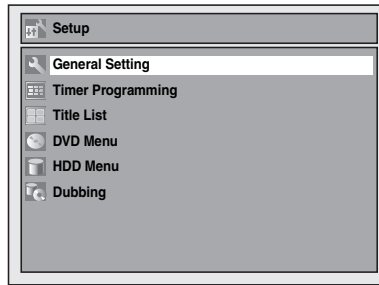 Setup
General Setting
Timer Programming
Title List
DVD Menu
HDD Menu
Dubbing